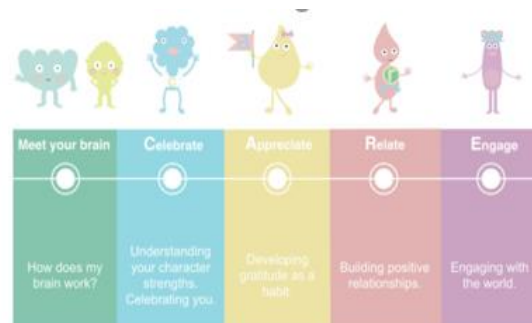 Meet your brain
Celebrate
Appreciate
Relate
Engage
How does my
brain work?
Understanding
your character
strengths.
Celebrating you.
Developing
gratitude as a
habit
Building positive
relationships.
Engaging with
the world.